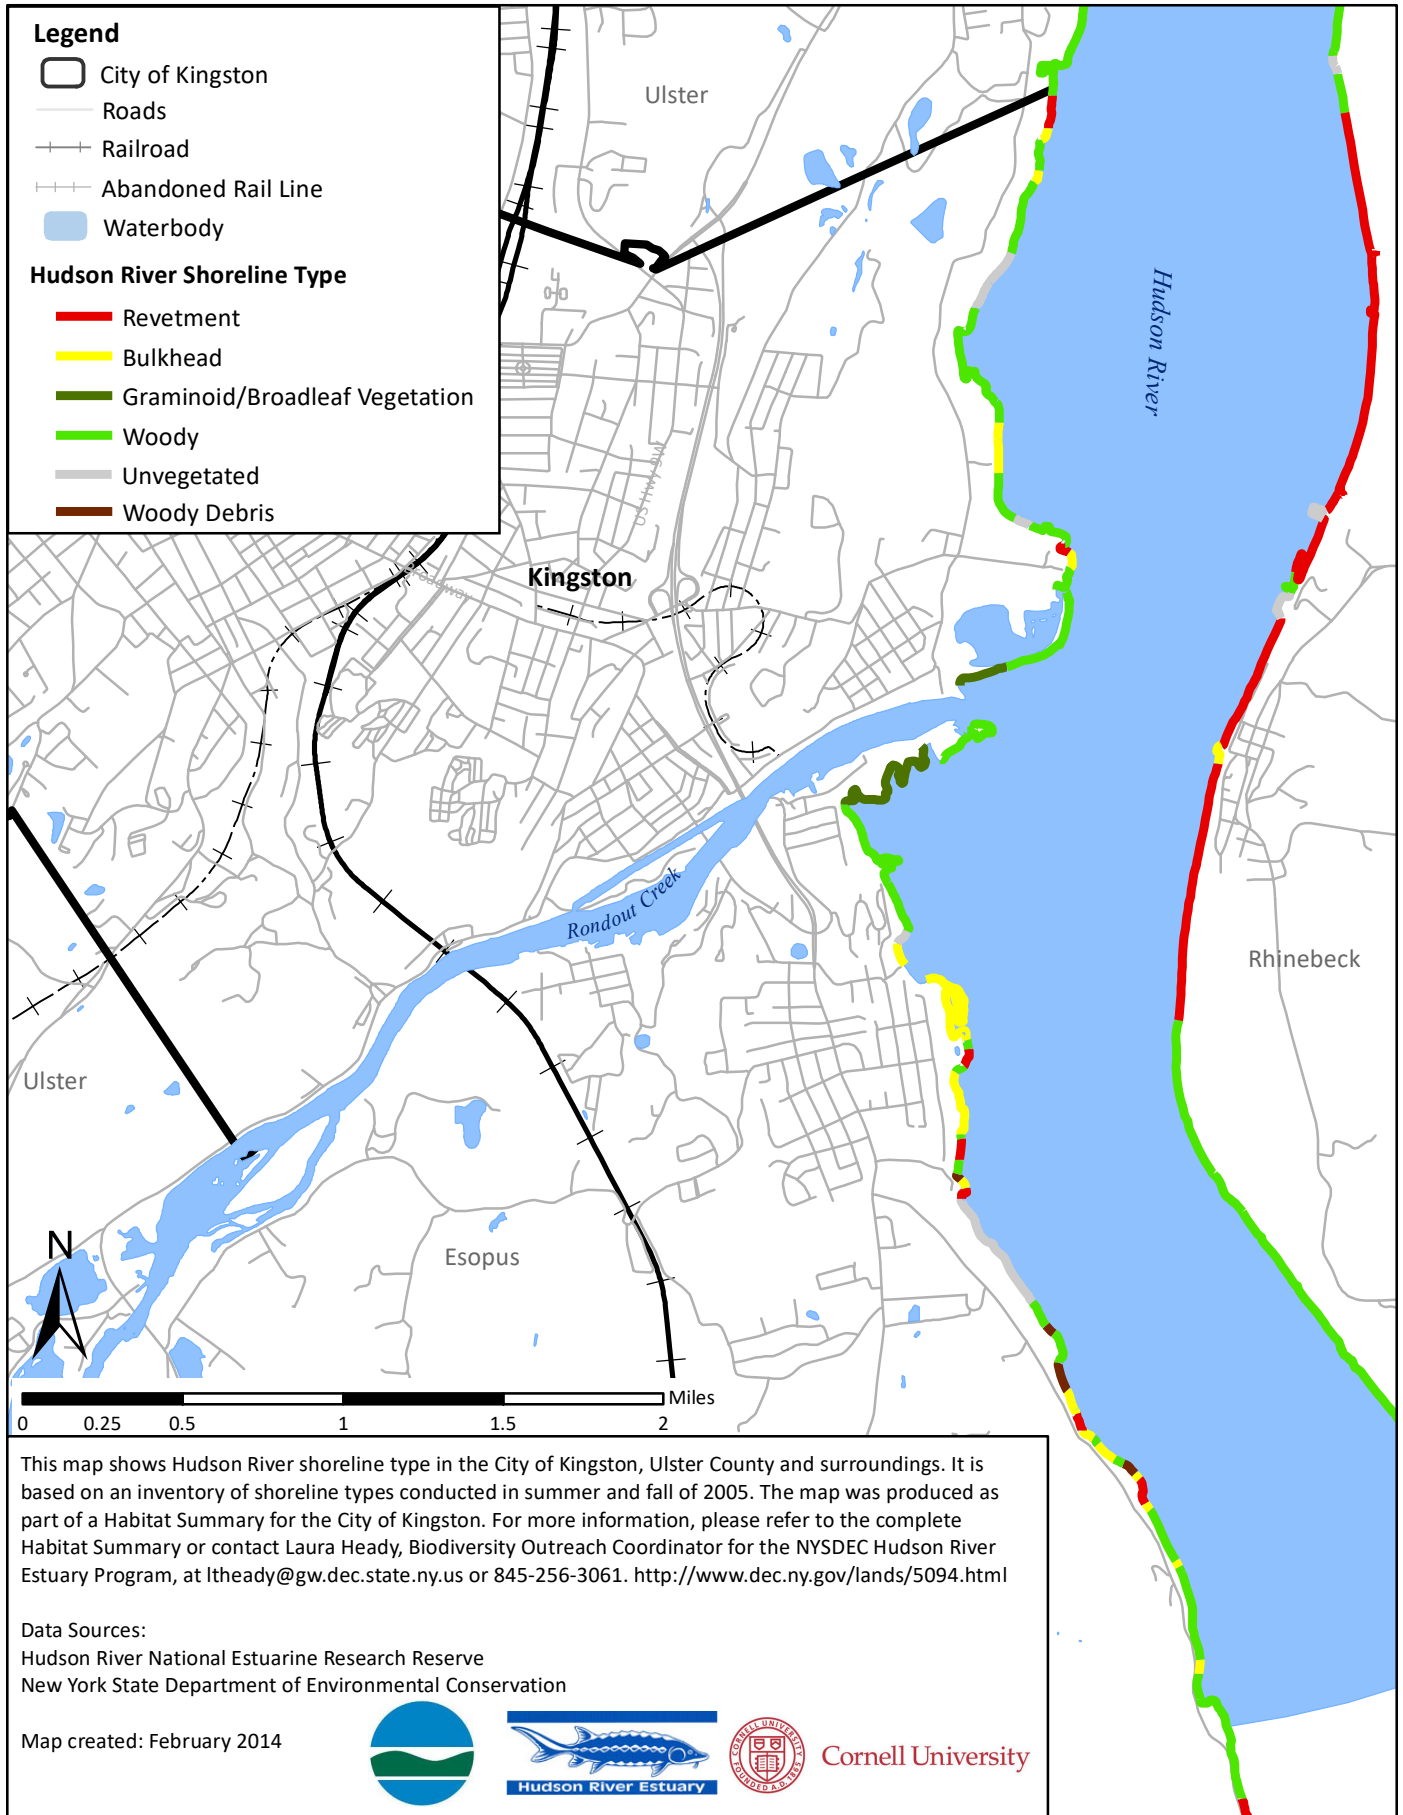 Legend
City of Kingston
Roads
Railroad
Abandoned Rail Line
Waterbody
Hudson River Shoreline Type
Revetment
Bulkhead
Graminoid/Broadleaf Vegetation
Woody
Unvegetated
Woody Debris
Ulster
Hudson River
US Hwy 9W
Broadway
Kingston
Rondout Creek
Rhinebeck
Ulster
Esopus
N
Miles
0 0.25 0.5 1 1.5 2
This map shows Hudson River shoreline type in the City of Kingston, Ulster County and surroundings. It is
based on an inventory of shoreline types conducted in summer and fall of 2005. The map was produced as
part of a Habitat Summary for the City of Kingston. For more information, please refer to the complete
Habitat Summary or contact Laura Heady, Biodiversity Outreach Coordinator for the NYSDEC Hudson River
Estuary Program, at ltheady@gw.dec.state.ny.us or 845-256-3061. http://www.dec.ny.gov/lands/5094.html
Data Sources:
Hudson River National Estuarine Research Reserve
New York State Department of Environmental Conservation
Map created: February 2014
Hudson River Estuary
CORNELL UNIVERSITY
FOUNDED A.D. 1865
Cornell University